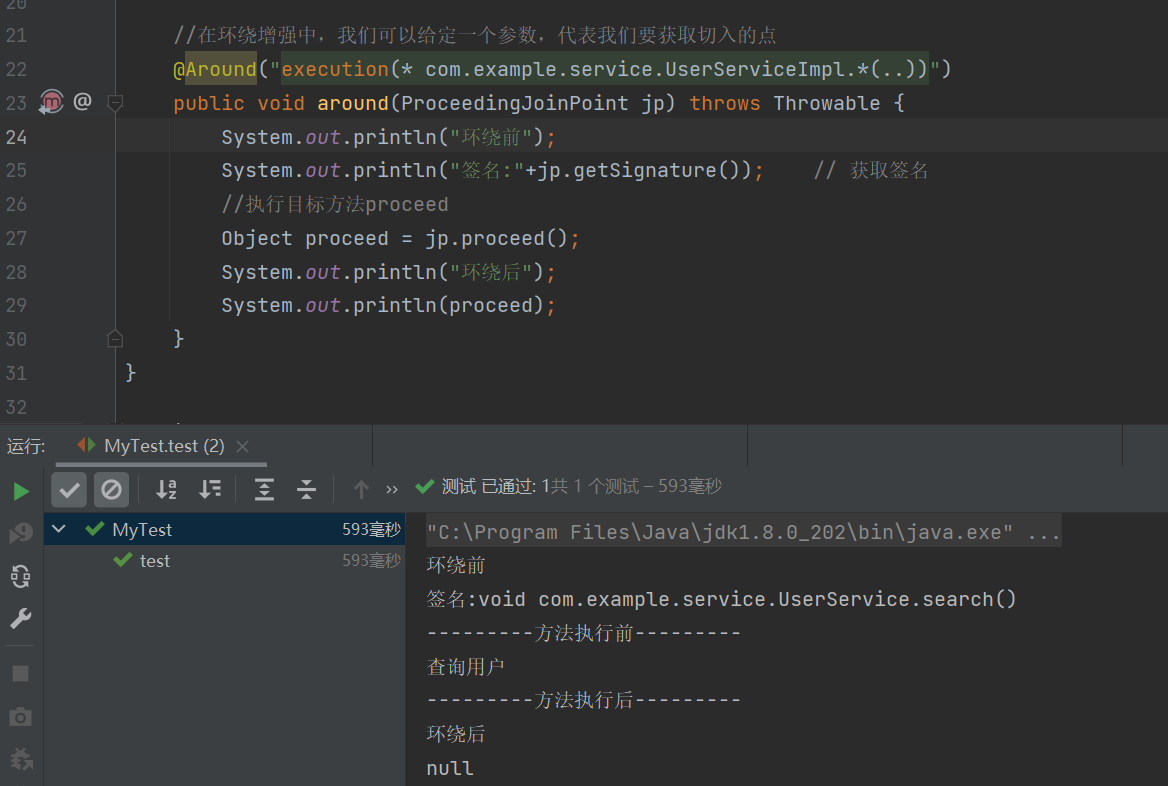 20
21 //在环绕增强中，我们可以给定一个参数，代表我们要获取切入的点
22 @Around("execution(* com.example.service.UserServiceImpl.*(..))")
23 @ public void around(ProceedingJoinPoint jp) throws Throwable {
24 System.out.println("环绕前");
25 System.out.println("签名:"+jp.getSignature()); // 获取签名
26 //执行目标方法proceed
27 Object proceed = jp.proceed();
28 System.out.println("环绕后");
29 System.out.println(proceed);
30 }
31 }
32
运行: MyTest.test (2)
测试 已通过: 1共 1 个测试 – 593毫秒
MyTest 593毫秒
test 593毫秒
"C:\Program Files\Java\jdk1.8.0_202\bin\java.exe" ...
环绕前
签名:void com.example.service.UserService.search()
---------方法执行前---------
查询用户
---------方法执行后---------
环绕后
null